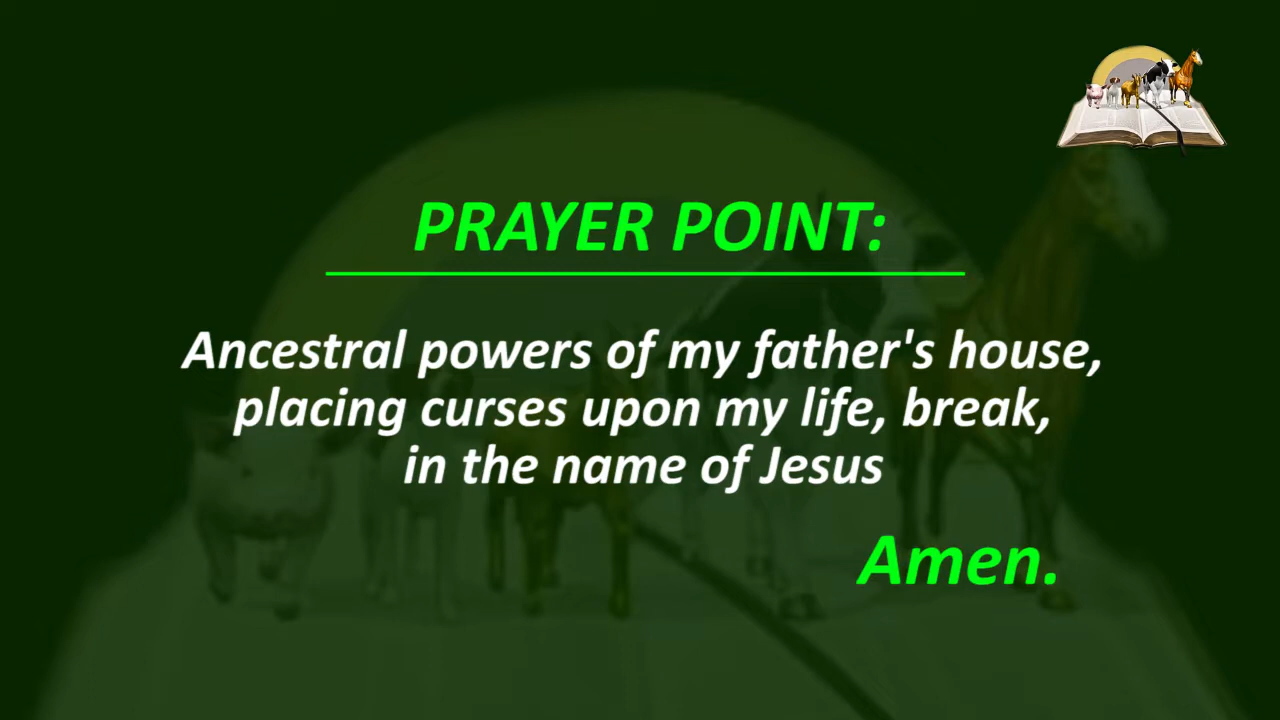 PRAYER POINT:
Ancestral powers of my father's house,
placing curses upon my life, break,
in the name of Jesus
Amen.